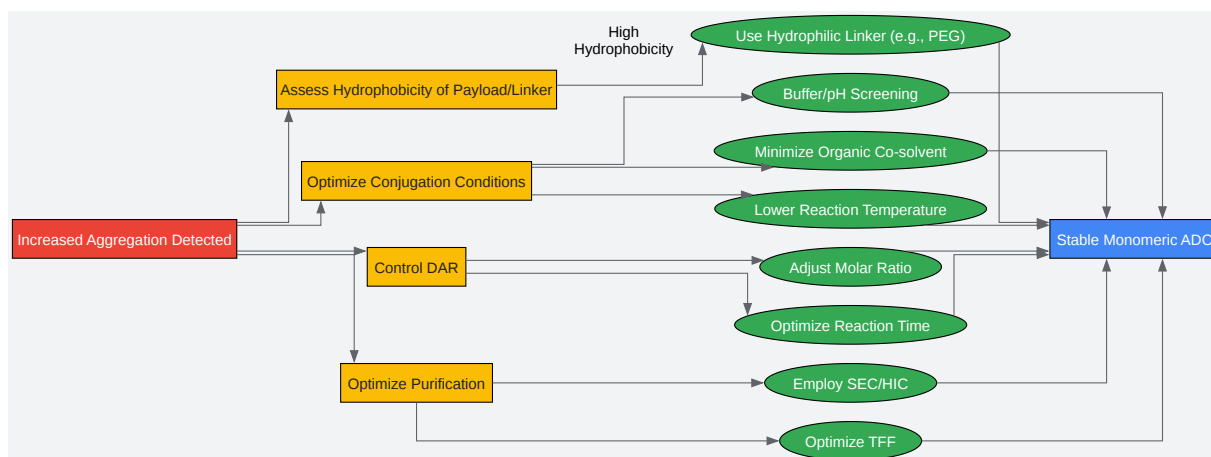 High
Hydrophobicity
Use Hydrophilic Linker (e.g., PEG)
Assess Hydrophobicity of Payload/Linker
Buffer/pH Screening
Minimize Organic Co-solvent
Optimize Conjugation Conditions
Lower Reaction Temperature
Increased Aggregation Detected
Stable Monomeric ADC
Control DAR
Adjust Molar Ratio
Optimize Reaction Time
Optimize Purification
Employ SEC/HIC
Optimize TFF